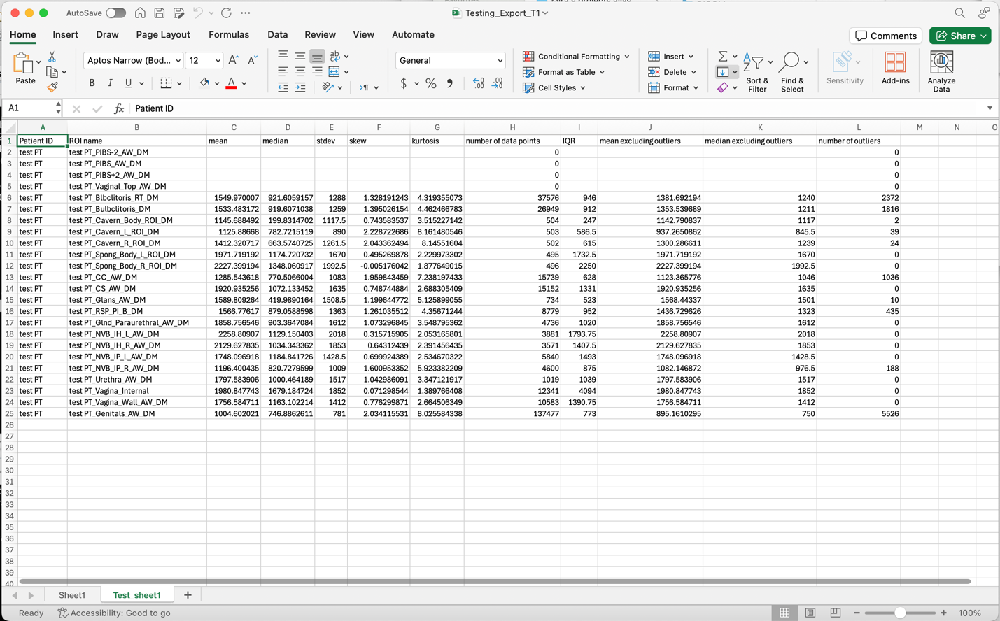 AutoSave
Testing_Export_T1
Home Insert Draw Page Layout Formulas Data Review View Automate
Comments Share
Paste
Aptos Narrow (Bod... 12
B I U A
General
$ %
Conditional Formatting
Format as Table
Cell Styles
Insert
Delete
Format
Sort & Filter
Find & Select
Sensitivity
Add-ins
Analyze Data
A1 fx Patient ID
A B C D E F G H I J K L M N O
1 Patient ID ROI name mean median stdev skew kurtosis number of data points IQR mean excluding outliers median excluding outliers number of outliers
2 test PT test PT_PIBS-2_AW_DM 0 0
3 test PT test PT_PIBS_AW_DM 0 0
4 test PT test PT_PIBS+2_AW_DM 0 0
5 test PT test PT_Vaginal_Top_AW_DM 0 0
6 test PT test PT_Blbclitoris_RT_DM 1549.970007 921.6059157 1288 1.328191243 4.319355073 37576 946 1381.692194 1240 2372
7 test PT test PT_Bulbclitoris_DM 1533.483172 919.6071038 1259 1.395026154 4.462466783 26949 912 1353.539689 1211 1816
8 test PT test PT_Cavern_Body_ROI_DM 1145.688492 199.8314702 1117.5 0.743583537 3.515227142 504 247 1142.790837 1117 2
9 test PT test PT_Cavern_L_ROI_DM 1125.88668 782.7215119 890 2.228722686 8.161480546 503 586.5 937.2650862 845.5 39
10 test PT test PT_Cavern_R_ROI_DM 1412.320717 663.5740725 1261.5 2.043362494 8.14551604 502 615 1300.286611 1239 24
11 test PT test PT_Spong_Body_L_ROI_DM 1971.719192 1174.720732 1670 0.495269878 2.229973302 495 1732.5 1971.719192 1670 0
12 test PT test PT_Spong_Body_R_ROI_DM 2227.399194 1348.060917 1992.5 -0.005176042 1.877649015 496 2250 2227.399194 1992.5 0
13 test PT test PT_CC_AW_DM 1285.543618 770.5066004 1083 1.959843459 7.238197433 15739 628 1123.365776 1046 1036
14 test PT test PT_CS_AW_DM 1920.935256 1072.133452 1635 0.748744884 2.688305409 15152 1331 1920.935256 1635 0
15 test PT test PT_Glans_AW_DM 1589.809264 419.9890164 1508.5 1.199644772 5.125899055 734 523 1568.44337 1501 10
16 test PT test PT_RSP_PI_B_DM 1566.77617 879.0588598 1363 1.261035512 4.35671244 8779 952 1436.729626 1323 435
17 test PT test PT_Glnd_Paraurethral_AW_DM 1858.756546 903.3647084 1612 1.073296845 3.548795362 4736 1020 1858.756546 1612 0
18 test PT test PT_NVB_IH_L_AW_DM 2258.80907 1129.150403 2018 0.315715905 2.053165801 3881 1793.75 2258.80907 2018 0
19 test PT test PT_NVB_IH_R_AW_DM 2129.627835 1034.343362 1853 0.64312439 2.391456435 3571 1407.5 2129.627835 1853 0
20 test PT test PT_NVB_IP_L_AW_DM 1748.096918 1184.841726 1428.5 0.699924389 2.534670322 5840 1493 1748.096918 1428.5 0
21 test PT test PT_NVB_IP_R_AW_DM 1196.400435 820.7279599 1009 1.600953352 5.923382209 4600 875 1082.146872 976.5 188
22 test PT test PT_Urethra_AW_DM 1797.583906 1000.464189 1517 1.042986091 3.347121917 1019 1039 1797.583906 1517 0
23 test PT test PT_Vagina_Internal 1980.847743 1679.184724 1852 0.071298544 1.389766408 12341 4094 1980.847743 1852 0
24 test PT test PT_Vagina_Wall_AW_DM 1756.584711 1163.102214 1412 0.776299871 2.664506349 10583 1390.75 1756.584711 1412 0
25 test PT test PT_Genitals_AW_DM 1004.602021 746.8862611 781 2.034115531 8.025584338 137477 773 895.1610295 750 5526
26
27
28
29
30
31
32
33
34
35
36
37
38
39
40
Sheet1 Test_sheet1 +
Ready Accessibility: Good to go 100%